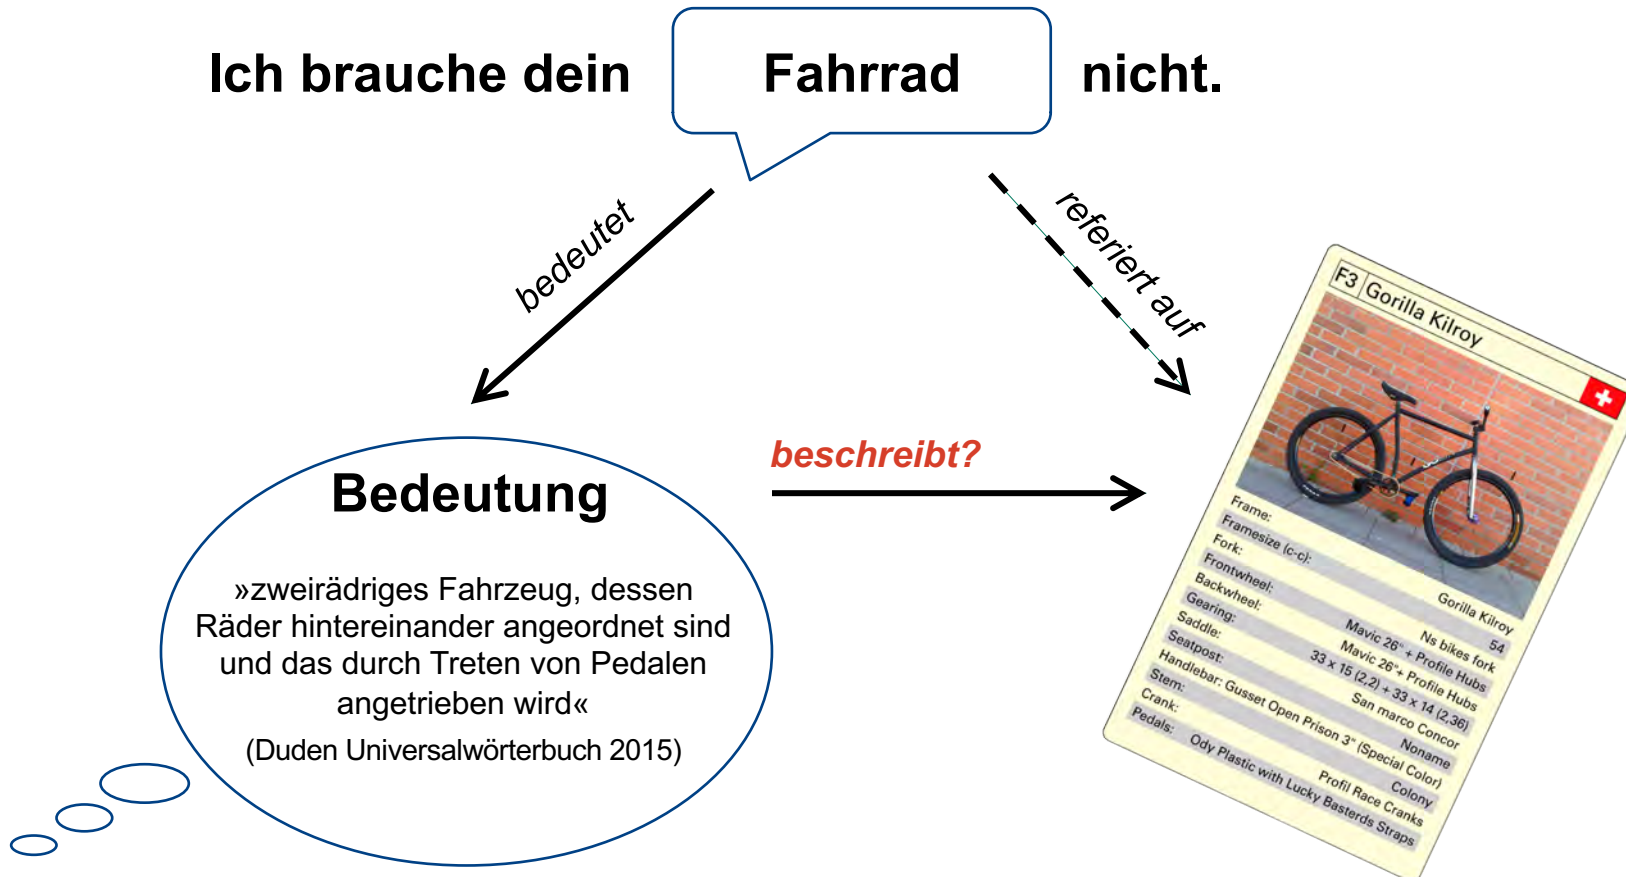 Ich brauche dein Fahrrad nicht.
bedeutet
referiert auf
beschreibt?
Bedeutung
»zweirädriges Fahrzeug, dessen
Räder hintereinander angeordnet sind
und das durch Treten von Pedalen
angetrieben wird«
(Duden Universalwörterbuch 2015)
F3 Gorilla Kilroy
Frame: Gorilla Kilroy
Framesize (c-c): 54
Fork: Ns bikes fork
Frontwheel: Mavic 26" + Profile Hubs
Backwheel: Mavic 26"+ Profile Hubs
Gearing: 33 x 15 (2,2) + 33 x 14 (2,36)
Saddle: San marco Concor
Seatpost: Noname
Handlebar: Gusset Open Prison 3" (Special Color)
Stem: Colony
Crank: Profil Race Cranks
Pedals: Ody Plastic with Lucky Basterds Straps